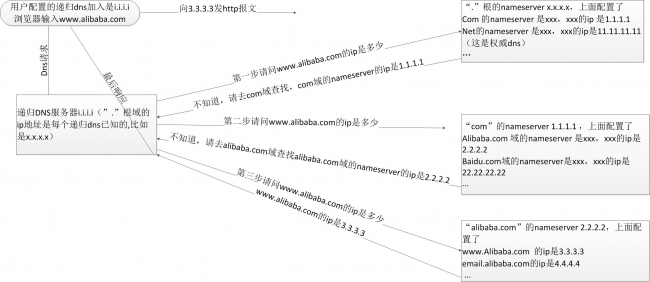 用户配置的递归dns加入是i.i.i.i
浏览器输入www.alibaba.com
向3.3.3.3发http报文
Dns请求
最后响应
递归DNS服务器i.i.i.i（”.”根域的
ip地址是每个递归dns已知的,比如
是x.x.x.x）
第一步请问www.alibaba.com的ip是多少
不知道，请去com域查找，com域的nameserver的ip是1.1.1.1
第二步请问www.alibaba.com的ip是多少
不知道，请去alibaba.com域查找alibaba.com域的nameserver的ip是2.2.2.2
第三步请问www.alibaba.com的ip是多少
www.alibaba.com的ip是3.3.3.3
“.”根的nameserver x.x.x.x，上面配置了
Com 的nameserver 是xxx，xxx的ip 是1.1.1.1
Net的nameserver 是xxx，xxx的ip是11.11.11.11
（这是权威dns）
...
“com”的nameserver 1.1.1.1 ，上面配置了
Alibaba.com 域的nameserver 是xxx，xxx的ip是
2.2.2.2
Baidu.com域的nameserver是xxx，xxx的ip是
22.22.22.22
...
“alibaba.com”的nameserver 2.2.2.2，上面
配置了
www.Alibaba.com 的ip是3.3.3.3
email.alibaba.com的ip是4.4.4.4
...